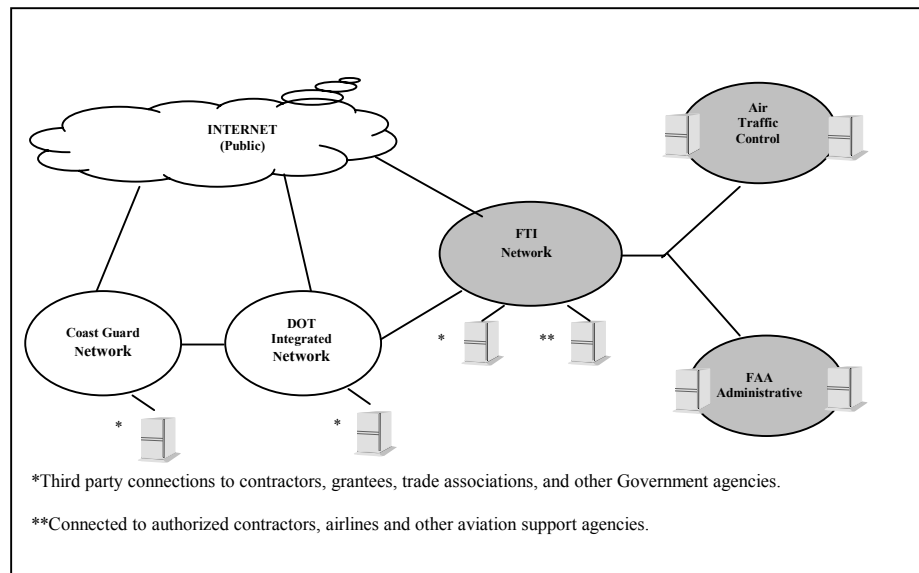 INTERNET
(Public)
Air
Traffic
Control
FTI
Network
Coast Guard
Network
DOT
Integrated
Network
*
**
FAA
Administrative
*
*
*Third party connections to contractors, grantees, trade associations, and other Government agencies.
**Connected to authorized contractors, airlines and other aviation support agencies.